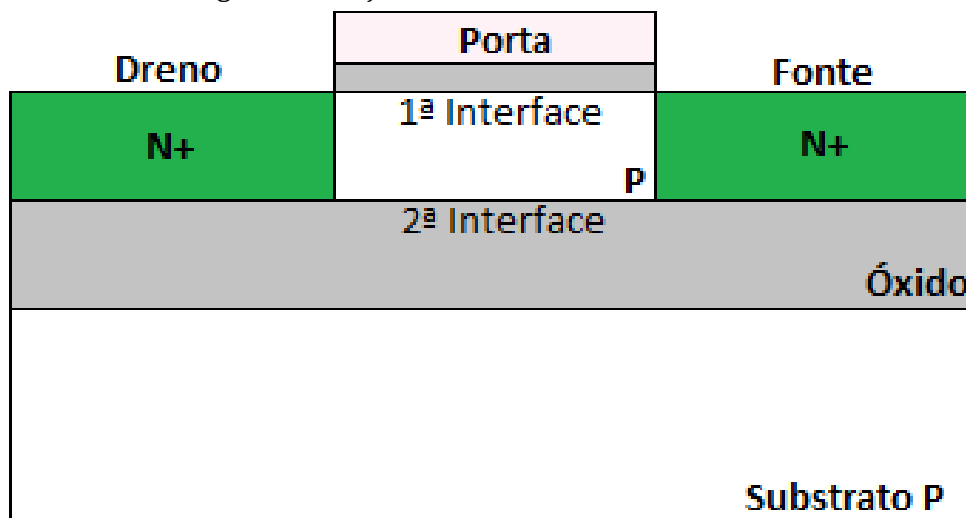 Porta
Dreno
Fonte
1ª Interface
N+
N+
P
2ª Interface
Óxido
Substrato P